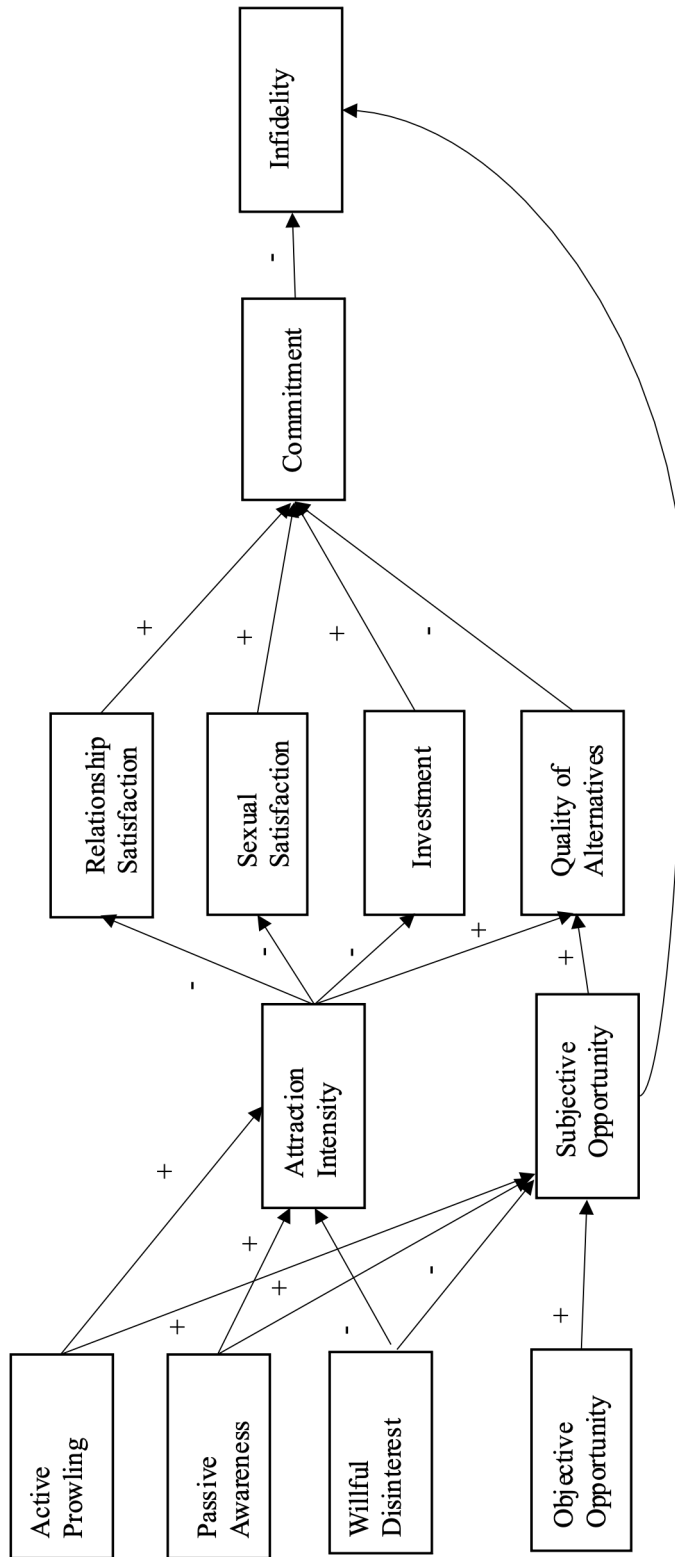 Active
Prowling
Passive
Awareness
Willful
Disinterest
Objective
Opportunity
+
+
+
+
-
-
+
Attraction
Intensity
Subjective
Opportunity
-
-
-
+
+
Relationship
Satisfaction
Sexual
Satisfaction
Investment
Quality of
Alternatives
+
+
+
-
Commitment
-
Infidelity